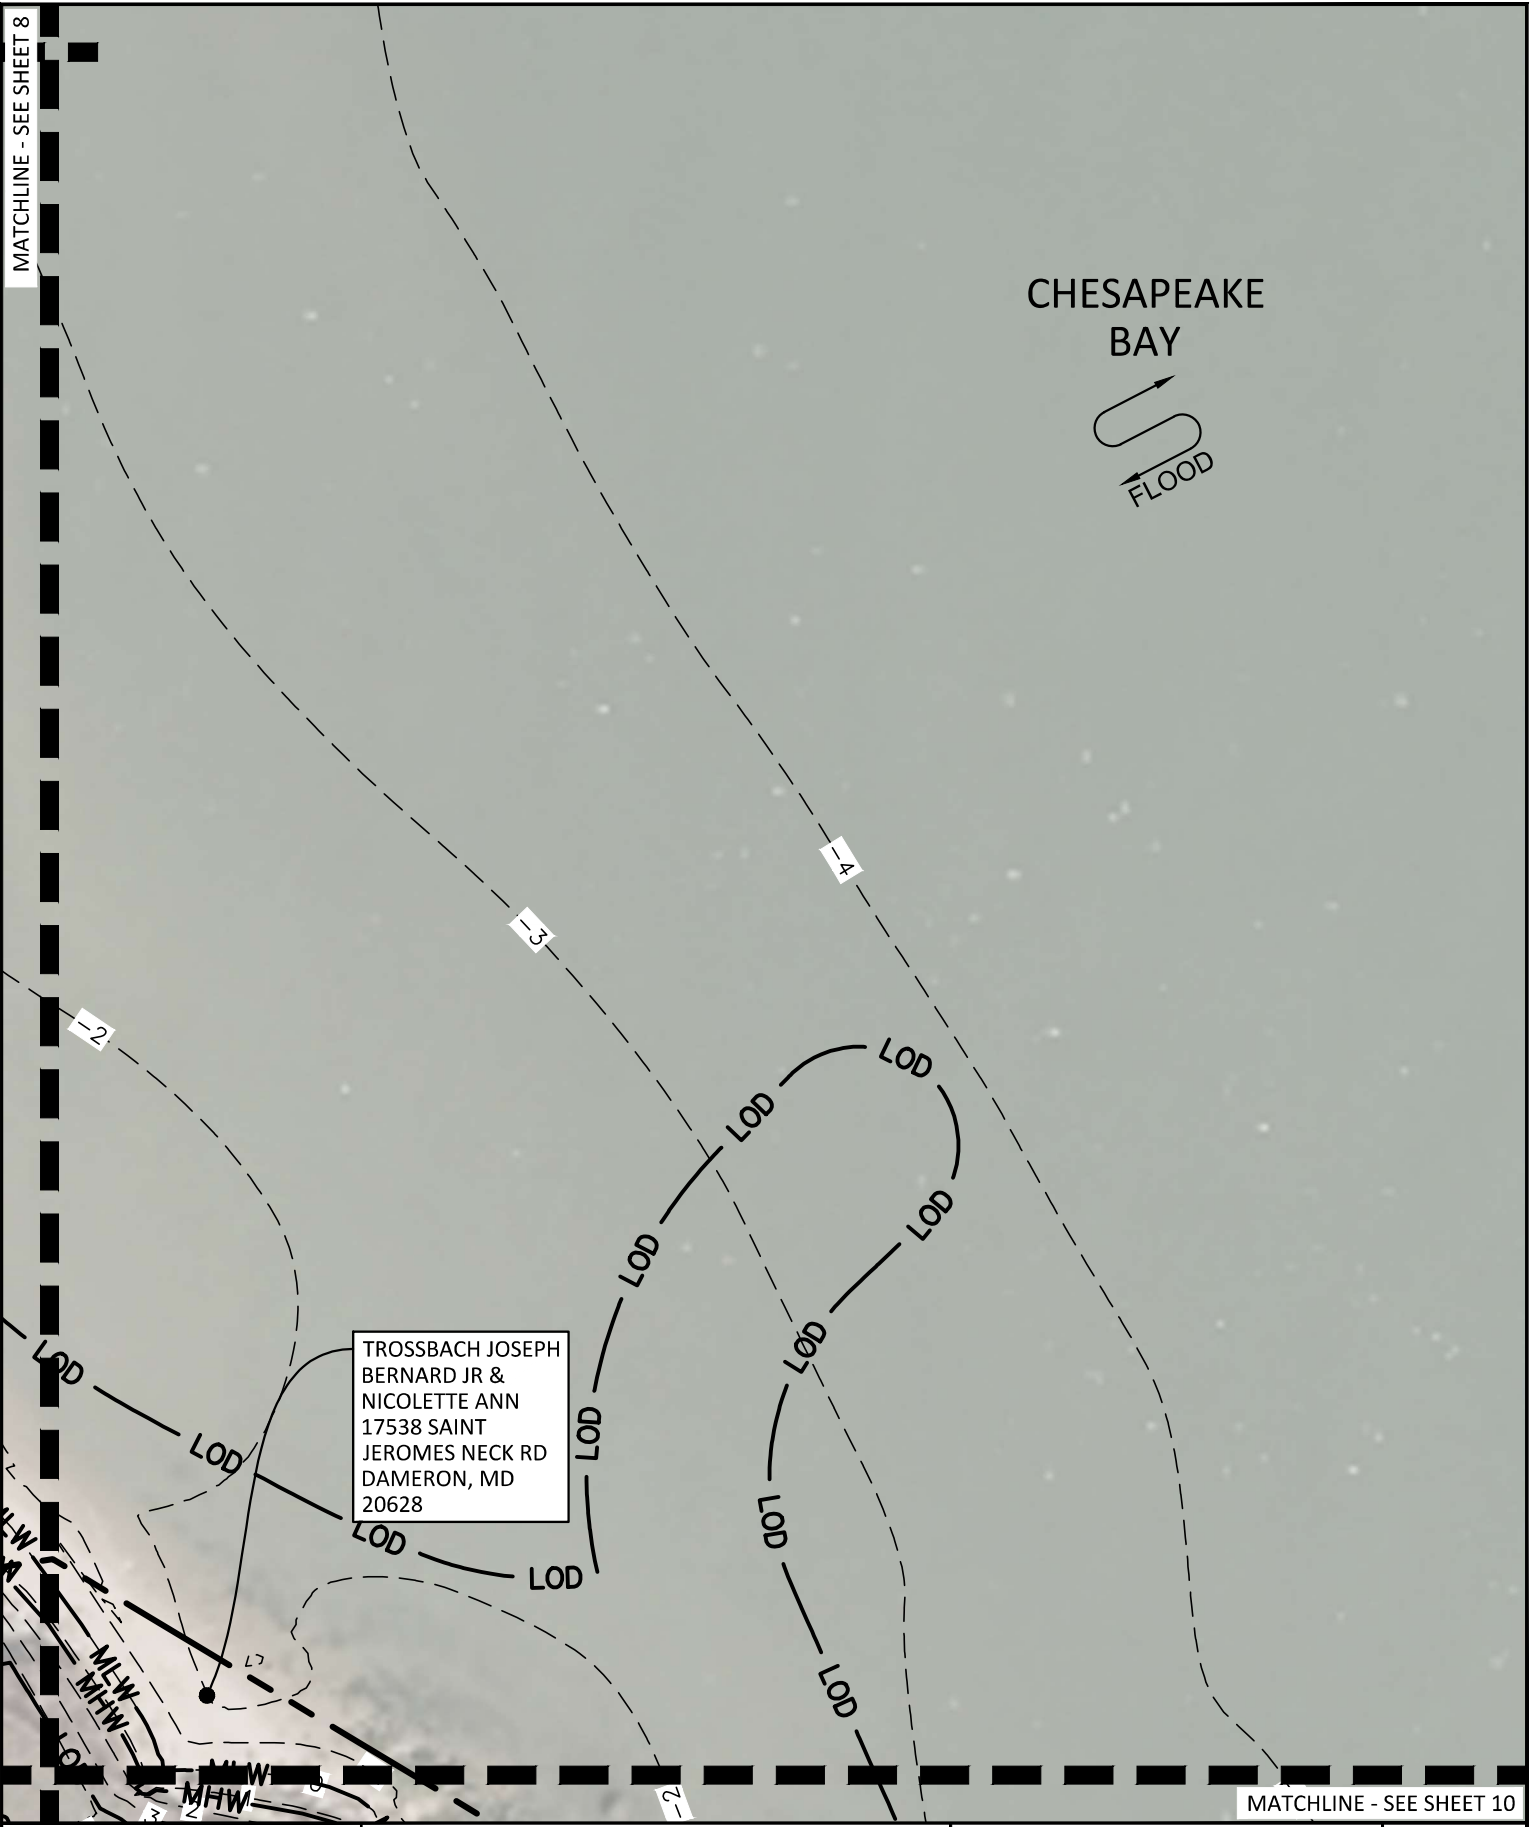 MATCHLINE - SEE SHEET 8
CHESAPEAKE
BAY
FLOOD
-4
-3
-2
LOD
LOD
LOD
LOD
LOD
LOD
LOD
LOD
LOD
LOD
LOD
LOD
TROSSBACH JOSEPH
BERNARD JR &
NICOLETTE ANN
17538 SAINT
JEROMES NECK RD
DAMERON, MD
20628
MLW
MHW
MLW
MHW
-2
MATCHLINE - SEE SHEET 10